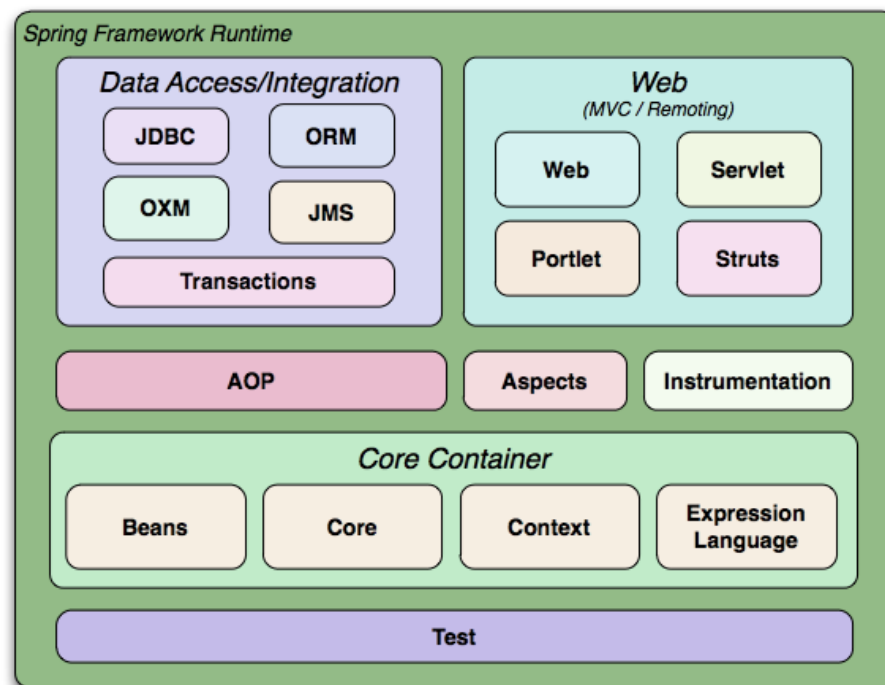 Spring Framework Runtime
Data Access/Integration
JDBC
ORM
OXM
JMS
Transactions
Web
(MVC / Remoting)
Web
Servlet
Portlet
Struts
AOP
Aspects
Instrumentation
Core Container
Beans
Core
Context
Expression
Language
Test